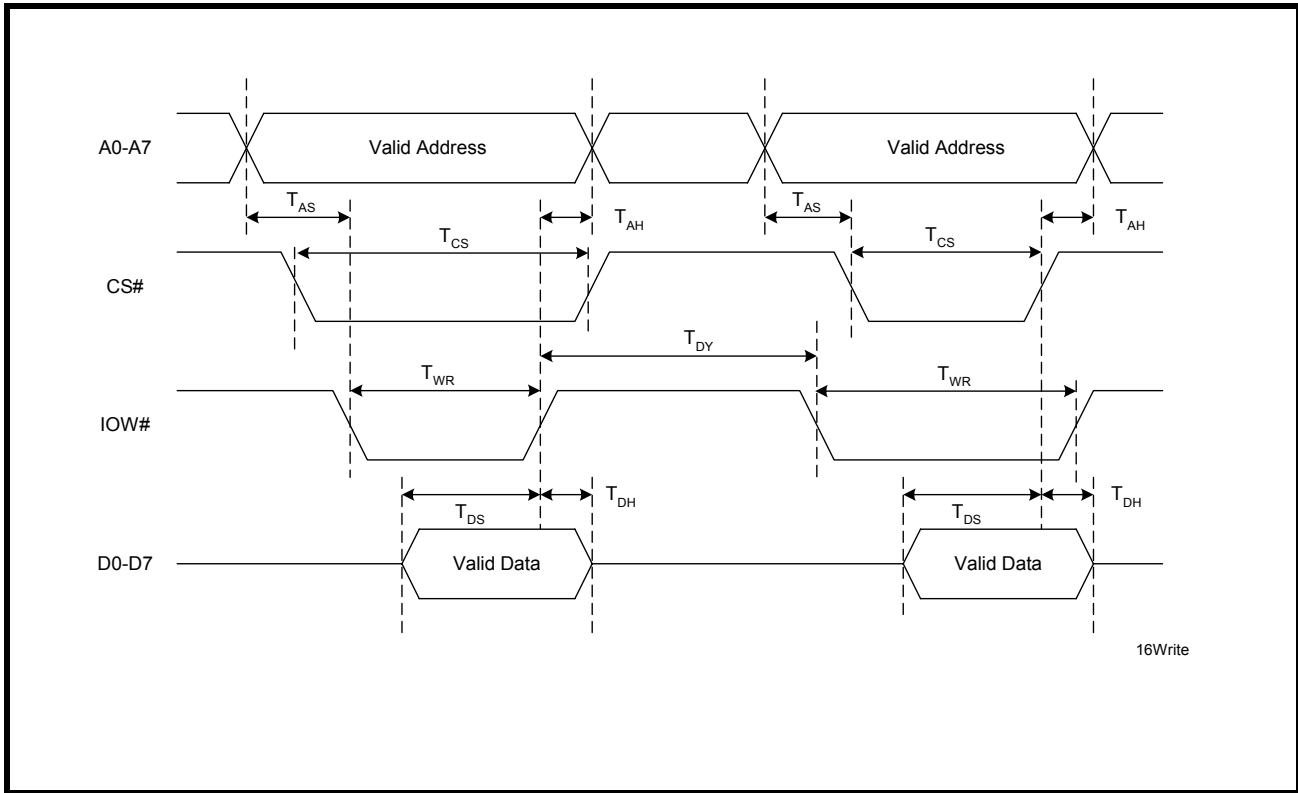 A0-A7
Valid Address
Valid Address
TAS
TAH
TAS
TAH
TCS
TCS
CS#
TDY
TWR
TWR
IOW#
TDS
TDH
TDS
TDH
D0-D7
Valid Data
Valid Data
16Write